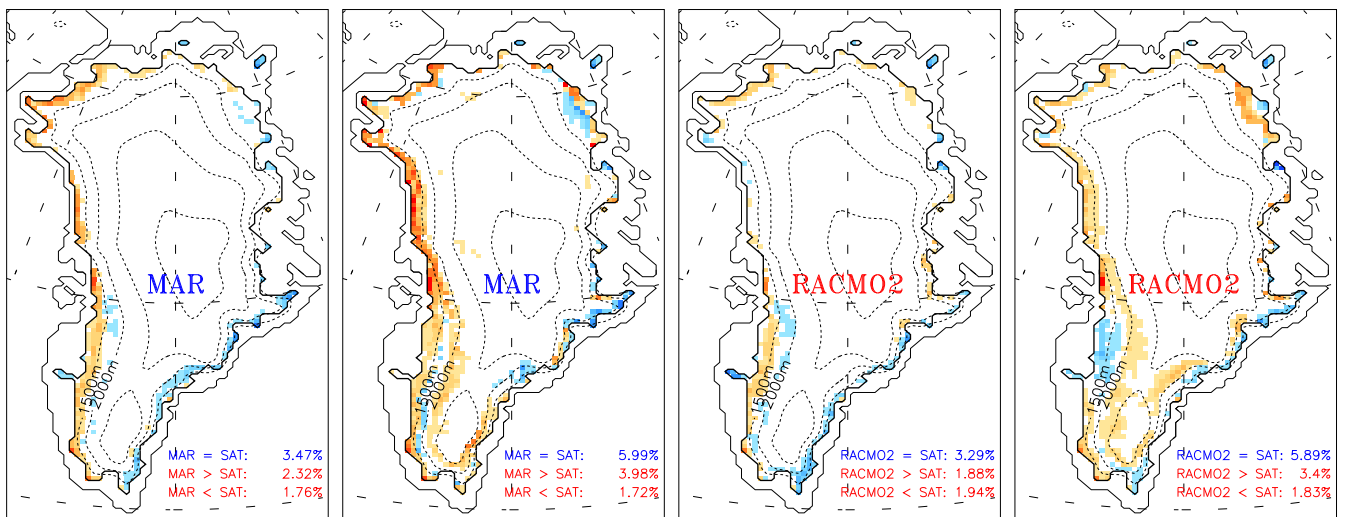 MAR
1500m
2000m
MAR = SAT: 3.47%
MAR > SAT: 2.32%
MAR < SAT: 1.76%
MAR
1500m
2000m
MAR = SAT: 5.99%
MAR > SAT: 3.98%
MAR < SAT: 1.72%
RACMO2
1500m
2000m
RACMO2 = SAT: 3.29%
RACMO2 > SAT: 1.88%
RACMO2 < SAT: 1.94%
RACMO2
1500m
2000m
RACMO2 = SAT: 5.89%
RACMO2 > SAT: 3.4%
RACMO2 < SAT: 1.83%